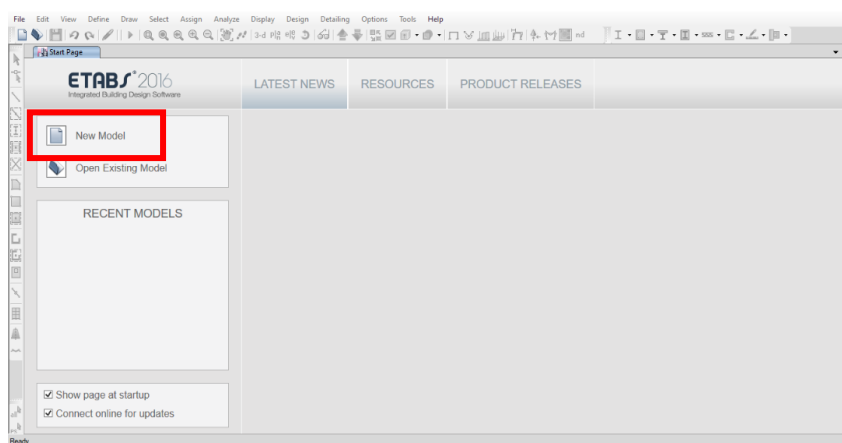 File Edit View Define Draw Select Assign Analyze Display Design Detailing Options Tools Help
3-d nd
Start Page
ETABS® 2016
Integrated Building Design Software
LATEST NEWS RESOURCES PRODUCT RELEASES
New Model
Open Existing Model
RECENT MODELS
Show page at startup
Connect online for updates
Ready